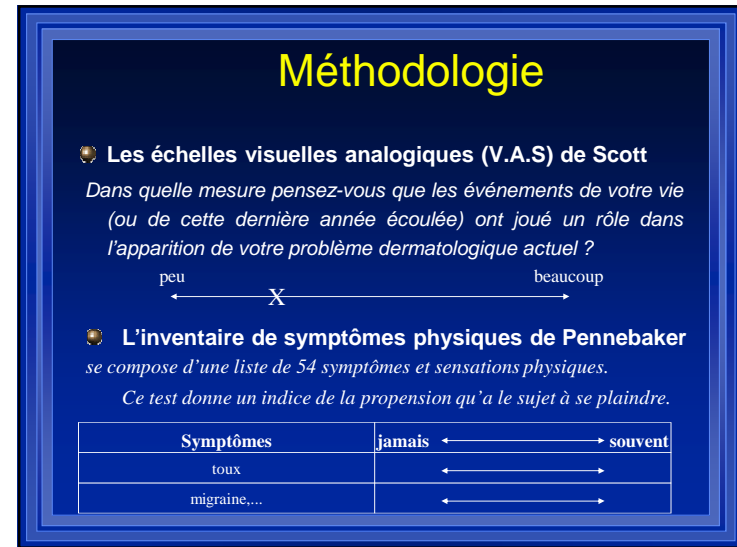 Méthodologie
Les échelles visuelles analogiques (V.A.S) de Scott
Dans quelle mesure pensez-vous que les événements de votre vie
(ou de cette dernière année écoulée) ont joué un rôle dans
l'apparition de votre problème dermatologique actuel ?
peu beaucoup
X
L'inventaire de symptômes physiques de Pennebaker
se compose d'une liste de 54 symptômes et sensations physiques.
Ce test donne un indice de la propension qu'a le sujet à se plaindre.
Symptômes jamais souvent
toux
migraine,...